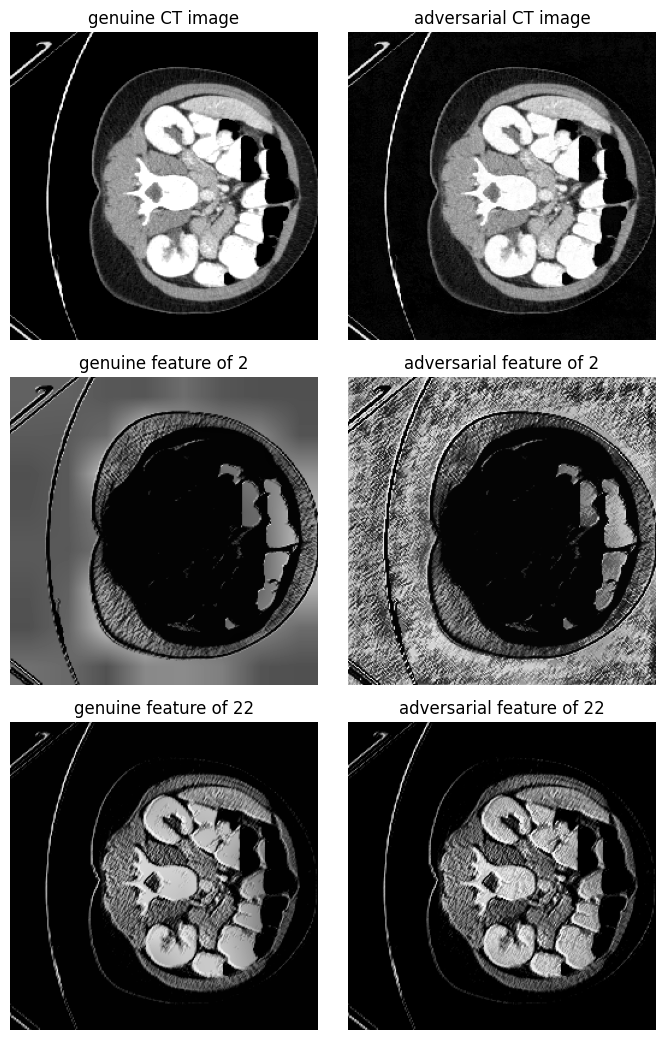 genuine CT image
adversarial CT image
genuine feature of 2
adversarial feature of 2
genuine feature of 22
adversarial feature of 22